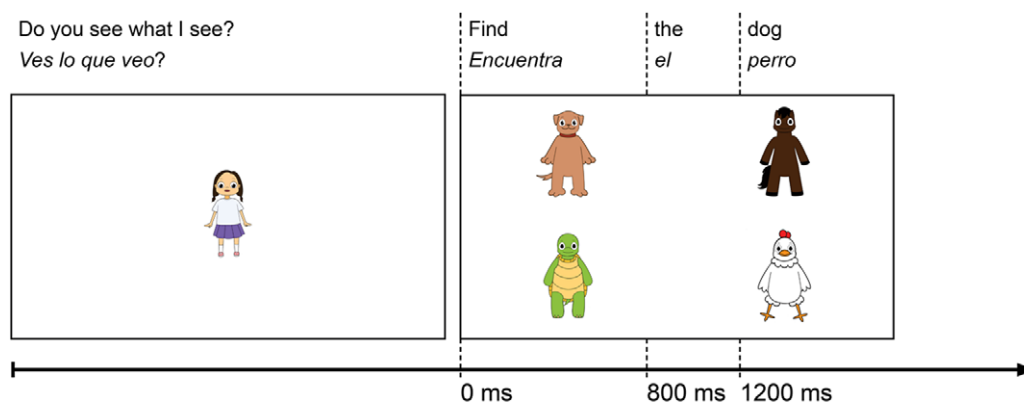 Do you see what I see?
Ves lo que veo?
Find
Encuentra
the
el
dog
perro
0 ms
800 ms
1200 ms